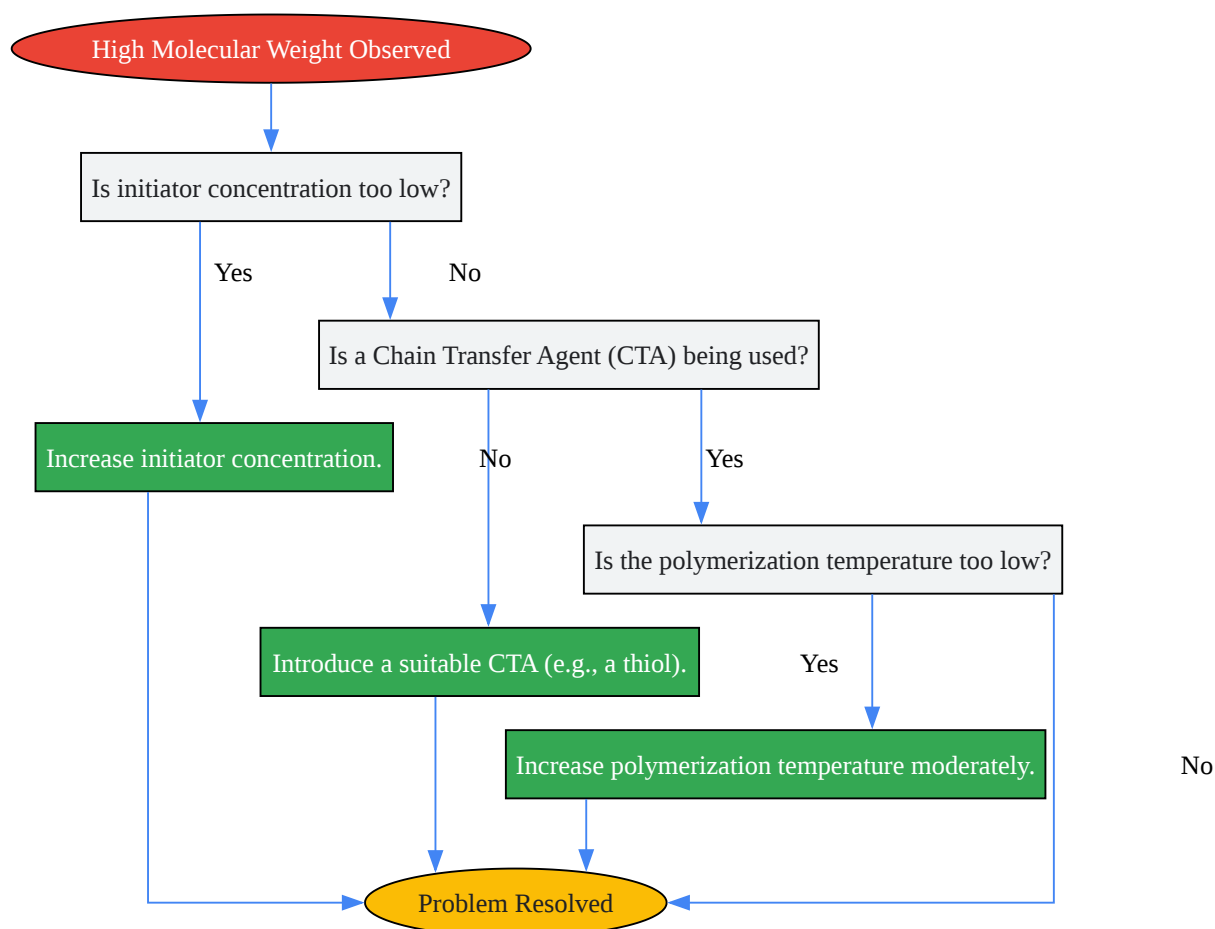 High Molecular Weight Observed
Is initiator concentration too low?
Yes
No
Is a Chain Transfer Agent (CTA) being used?
Increase initiator concentration.
No
Yes
Is the polymerization temperature too low?
Introduce a suitable CTA (e.g., a thiol).
Yes
Increase polymerization temperature moderately.
No
Problem Resolved